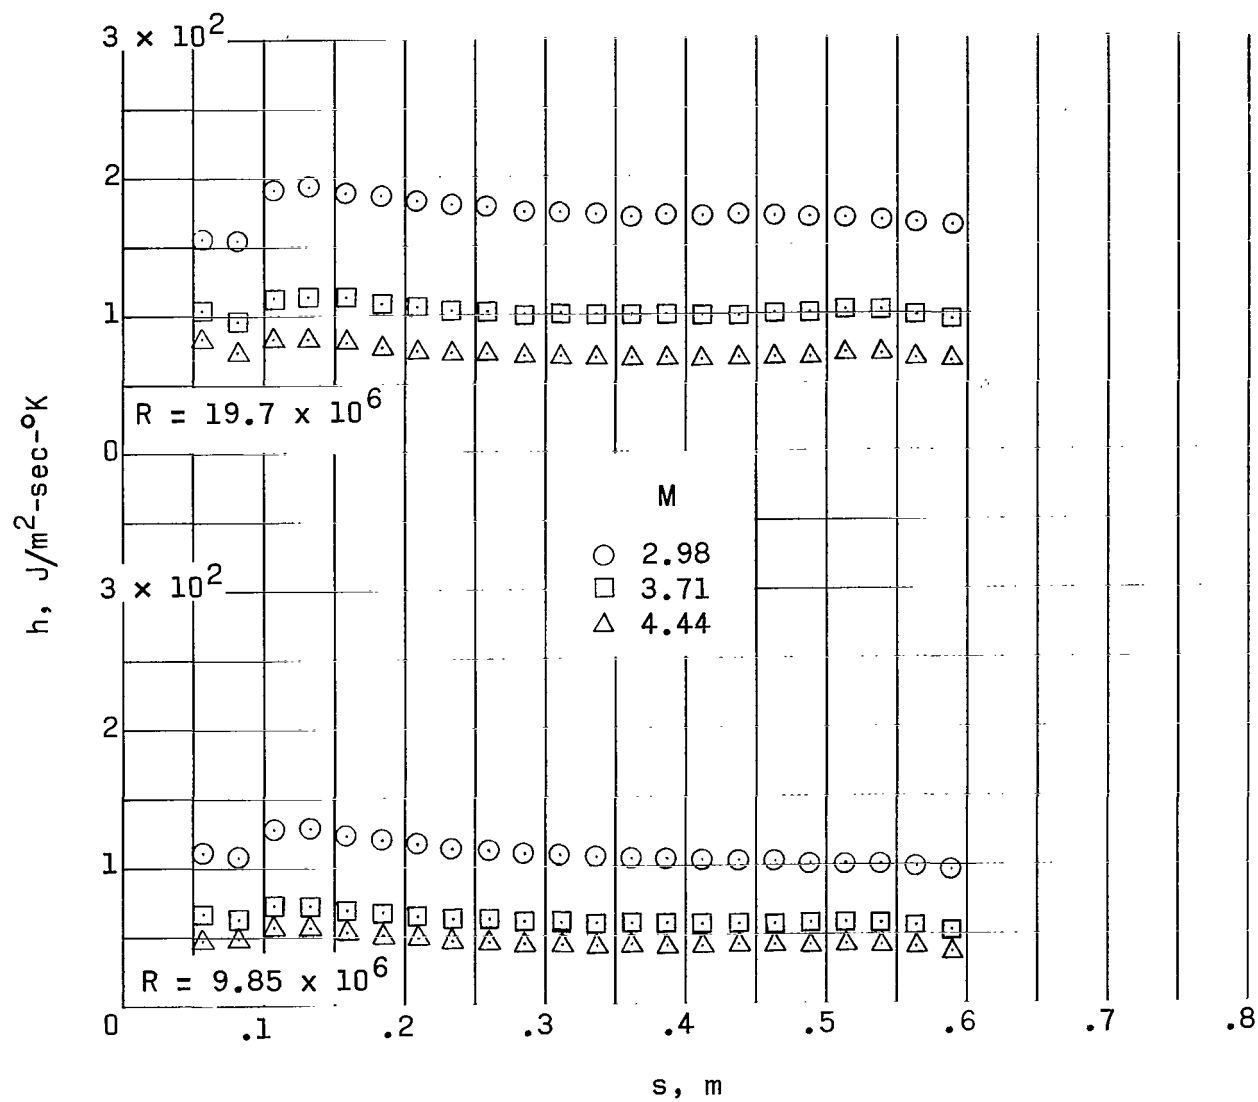 3 × 10²
2
1
R = 19.7 x 10⁶
0
h, J/m²-sec-°K
M
2.98
3.71
4.44
3 × 10²
2
1
R = 9.85 x 10⁶
0 .1 .2 .3 .4 .5 .6 .7 .8
s, m